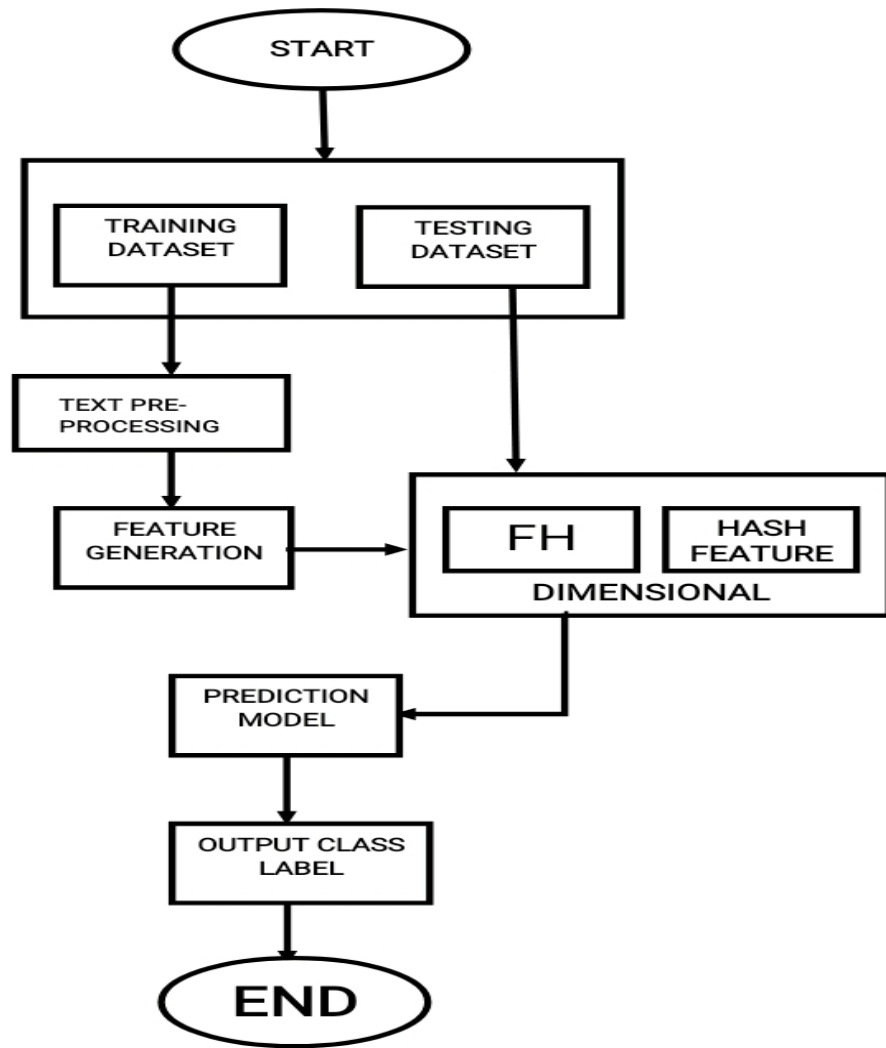 START
TRAINING
DATASET
TESTING
DATASET
TEXT PRE-
PROCESSING
FEATURE
GENERATION
FH
HASH
FEATURE
DIMENSIONAL
PREDICTION
MODEL
OUTPUT CLASS
LABEL
END